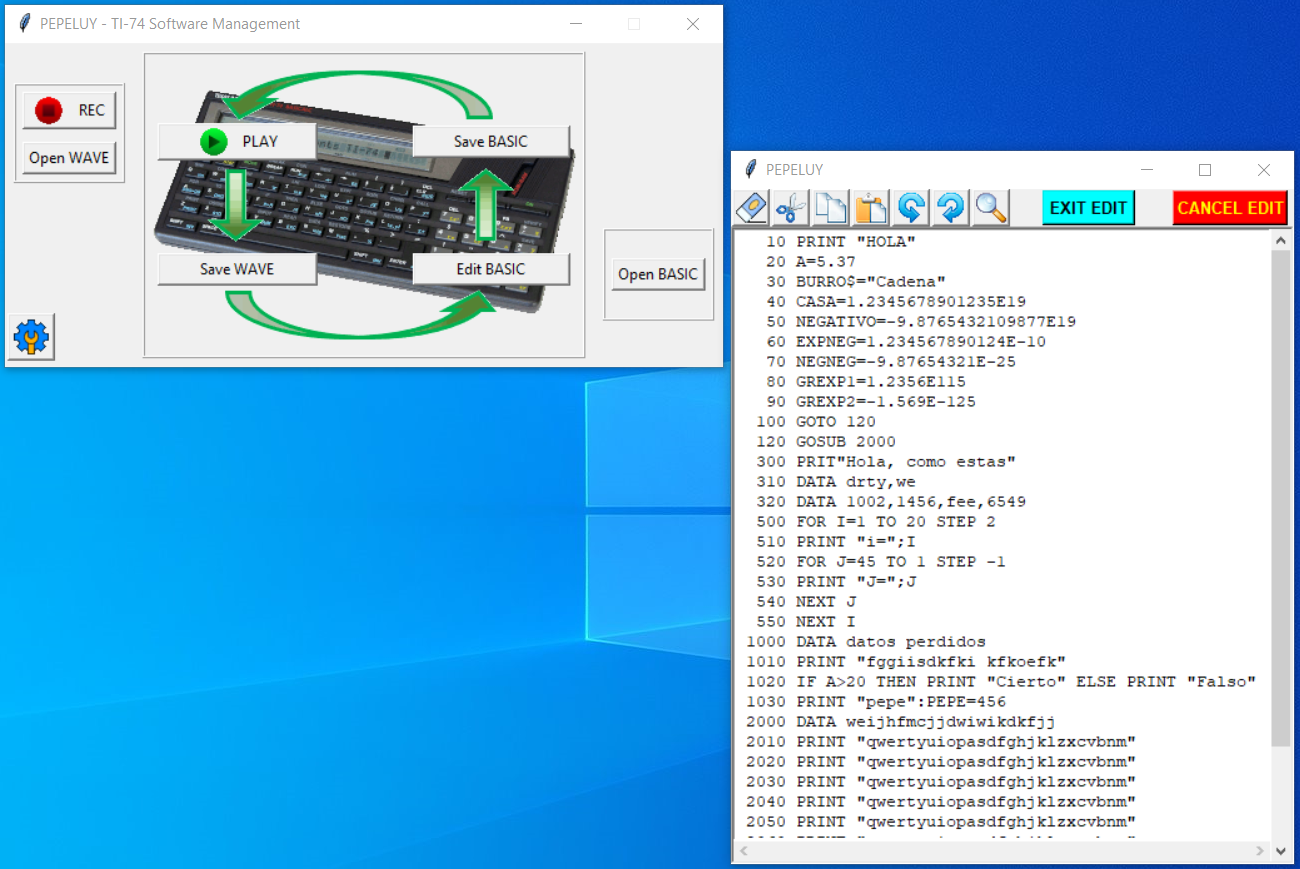 PEPELUY - TI-74 Software Management
REC
Open WAVE
PLAY
Save BASIC
Save WAVE
Edit BASIC
Open BASIC
PEPELUY
EXIT EDIT
CANCEL EDIT
10 PRINT "HOLA"
20 A=5.37
30 BURRO$="Cadena"
40 CASA=1.2345678901235E19
50 NEGATIVO=-9.8765432109877E19
60 EXPNEG=1.234567890124E-10
70 NEGNEG=-9.87654321E-25
80 GREXP1=1.2356E115
90 GREXP2=-1.569E-125
100 GOTO 120
120 GOSUB 2000
300 PRIT"Hola, como estas"
310 DATA drty,we
320 DATA 1002,1456,fee,6549
500 FOR I=1 TO 20 STEP 2
510 PRINT "i=";I
520 FOR J=45 TO 1 STEP -1
530 PRINT "J=";J
540 NEXT J
550 NEXT I
1000 DATA datos perdidos
1010 PRINT "fggiisdkfki kfkoefk"
1020 IF A>20 THEN PRINT "Cierto" ELSE PRINT "Falso"
1030 PRINT "pepe":PEPE=456
2000 DATA weijhfmcjjdwiwikdkfjj
2010 PRINT "qwertyuiopasdfghjklzxcvbnm"
2020 PRINT "qwertyuiopasdfghjklzxcvbnm"
2030 PRINT "qwertyuiopasdfghjklzxcvbnm"
2040 PRINT "qwertyuiopasdfghjklzxcvbnm"
2050 PRINT "qwertyuiopasdfghjklzxcvbnm"